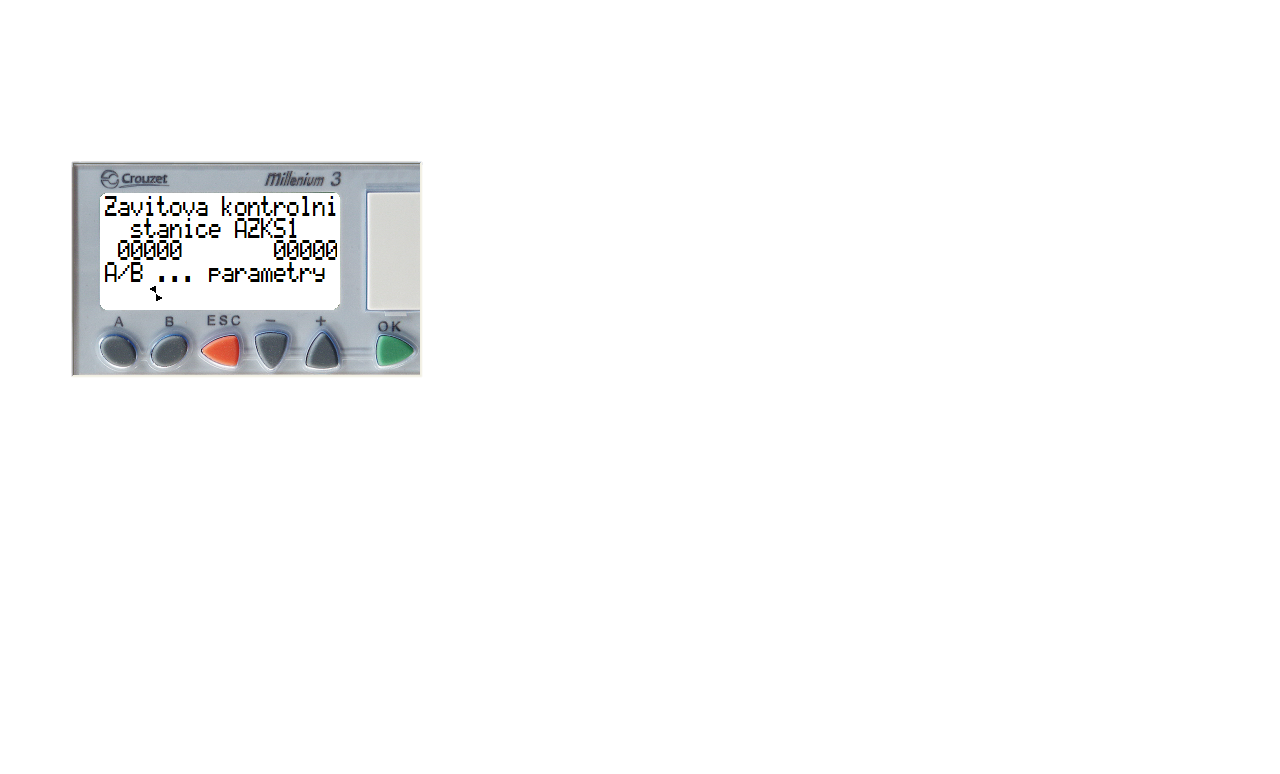 Crouzet millenium 3
Zavitova kontrolni
stanice AZKS1
00000 00000
A/B ... parametry
A B ESC - + OK